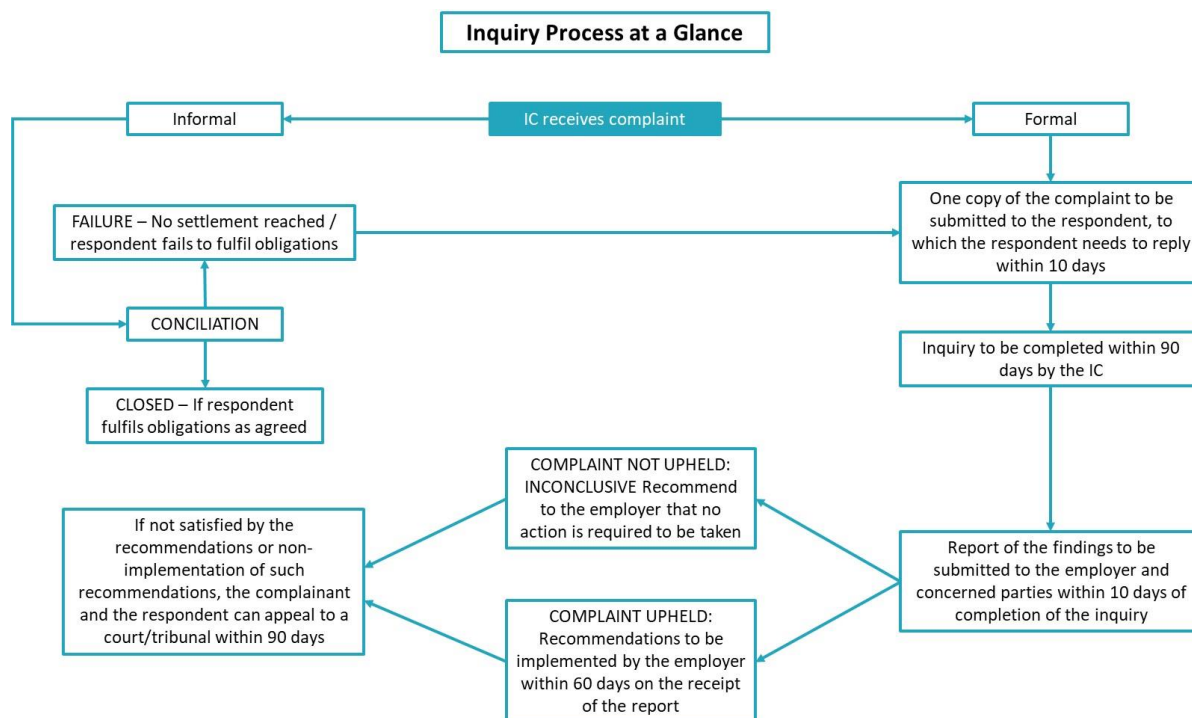 Inquiry Process at a Glance
Informal
IC receives complaint
Formal
FAILURE – No settlement reached /
respondent fails to fulfil obligations
One copy of the complaint to be
submitted to the respondent, to
which the respondent needs to reply
within 10 days
CONCILIATION
Inquiry to be completed within 90
days by the IC
CLOSED – If respondent
fulfils obligations as agreed
COMPLAINT NOT UPHELD:
INCONCLUSIVE Recommend
to the employer that no
action is required to be taken
If not satisfied by the
recommendations or non-
implementation of such
recommendations, the complainant
and the respondent can appeal to a
court/tribunal within 90 days
Report of the findings to be
submitted to the employer and
concerned parties within 10 days of
completion of the inquiry
COMPLAINT UPHELD:
Recommendations to be
implemented by the employer
within 60 days on the receipt
of the report